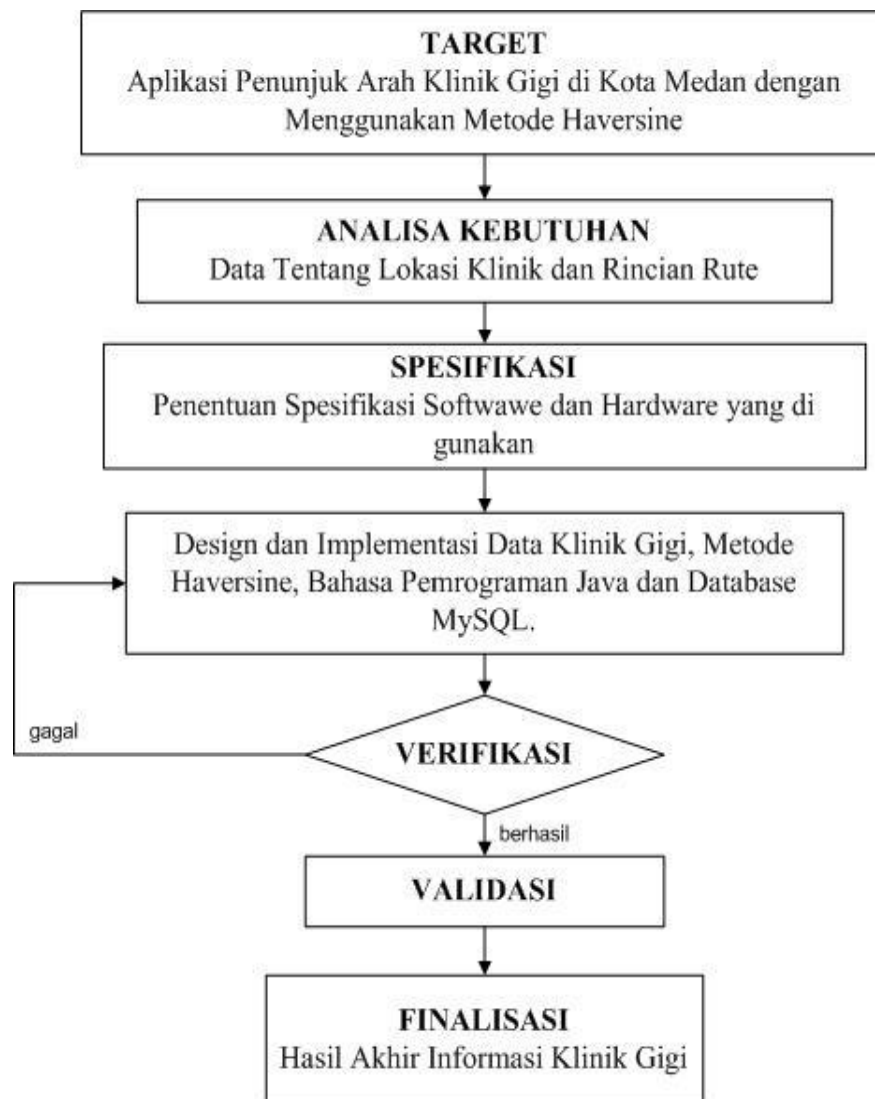 TARGET
Aplikasi Penunjuk Arah Klinik Gigi di Kota Medan dengan
Menggunakan Metode Haversine
ANALISA KEBUTUHAN
Data Tentang Lokasi Klinik dan Rincian Rute
SPESIFIKASI
Penentuan Spesifikasi Softwawe dan Hardware yang di
gunakan
Design dan Implementasi Data Klinik Gigi, Metode
Haversine, Bahasa Pemrograman Java dan Database
MySQL.
gagal
VERIFIKASI
berhasil
VALIDASI
FINALISASI
Hasil Akhir Informasi Klinik Gigi